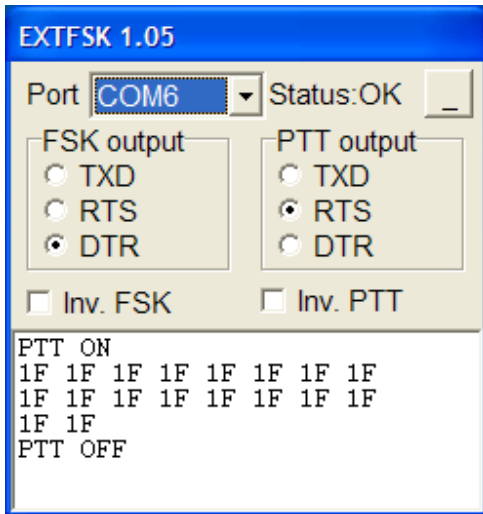 EXTFSK 1.05
Port COM6 Status:OK _
FSK output PTT output
TXD TXD
RTS RTS
DTR DTR
Inv. FSK Inv. PTT
PTT ON
1F 1F 1F 1F 1F 1F 1F 1F
1F 1F 1F 1F 1F 1F 1F 1F
1F 1F
PTT OFF